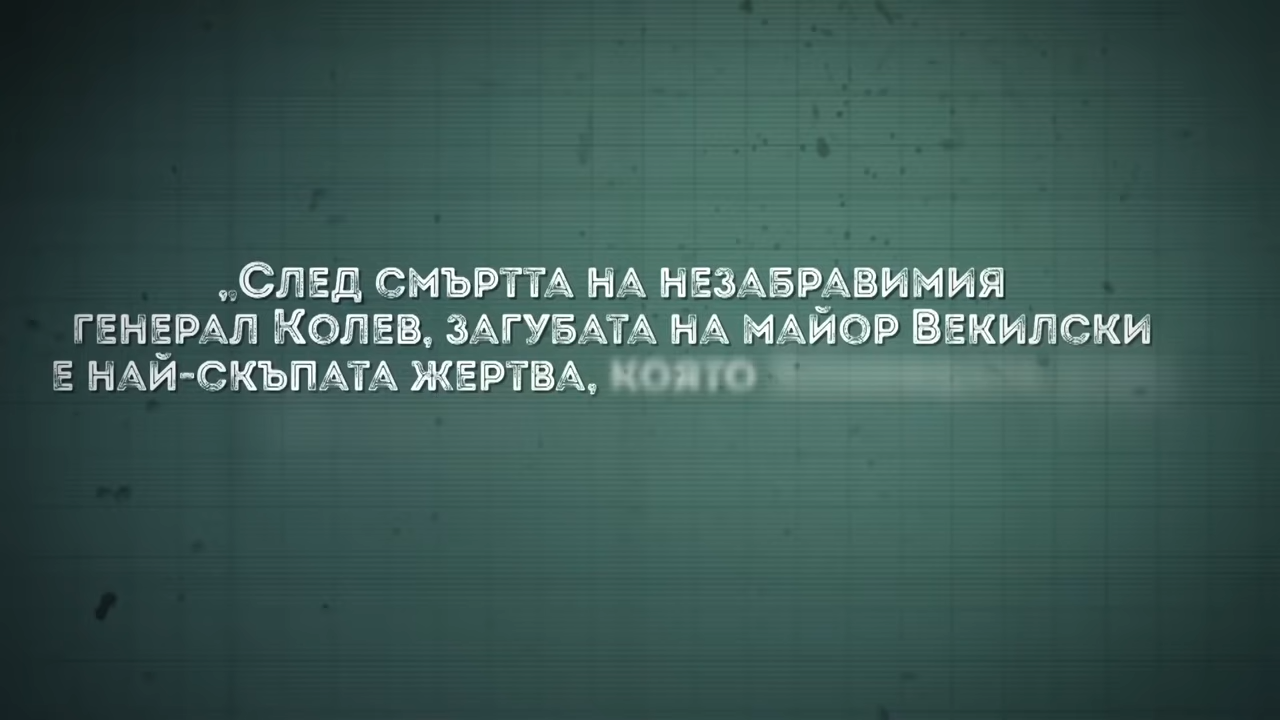 „След смъртта на незабравимия
генерал Колев, загубата на майор Векилски
е най-скъпата жертва, която